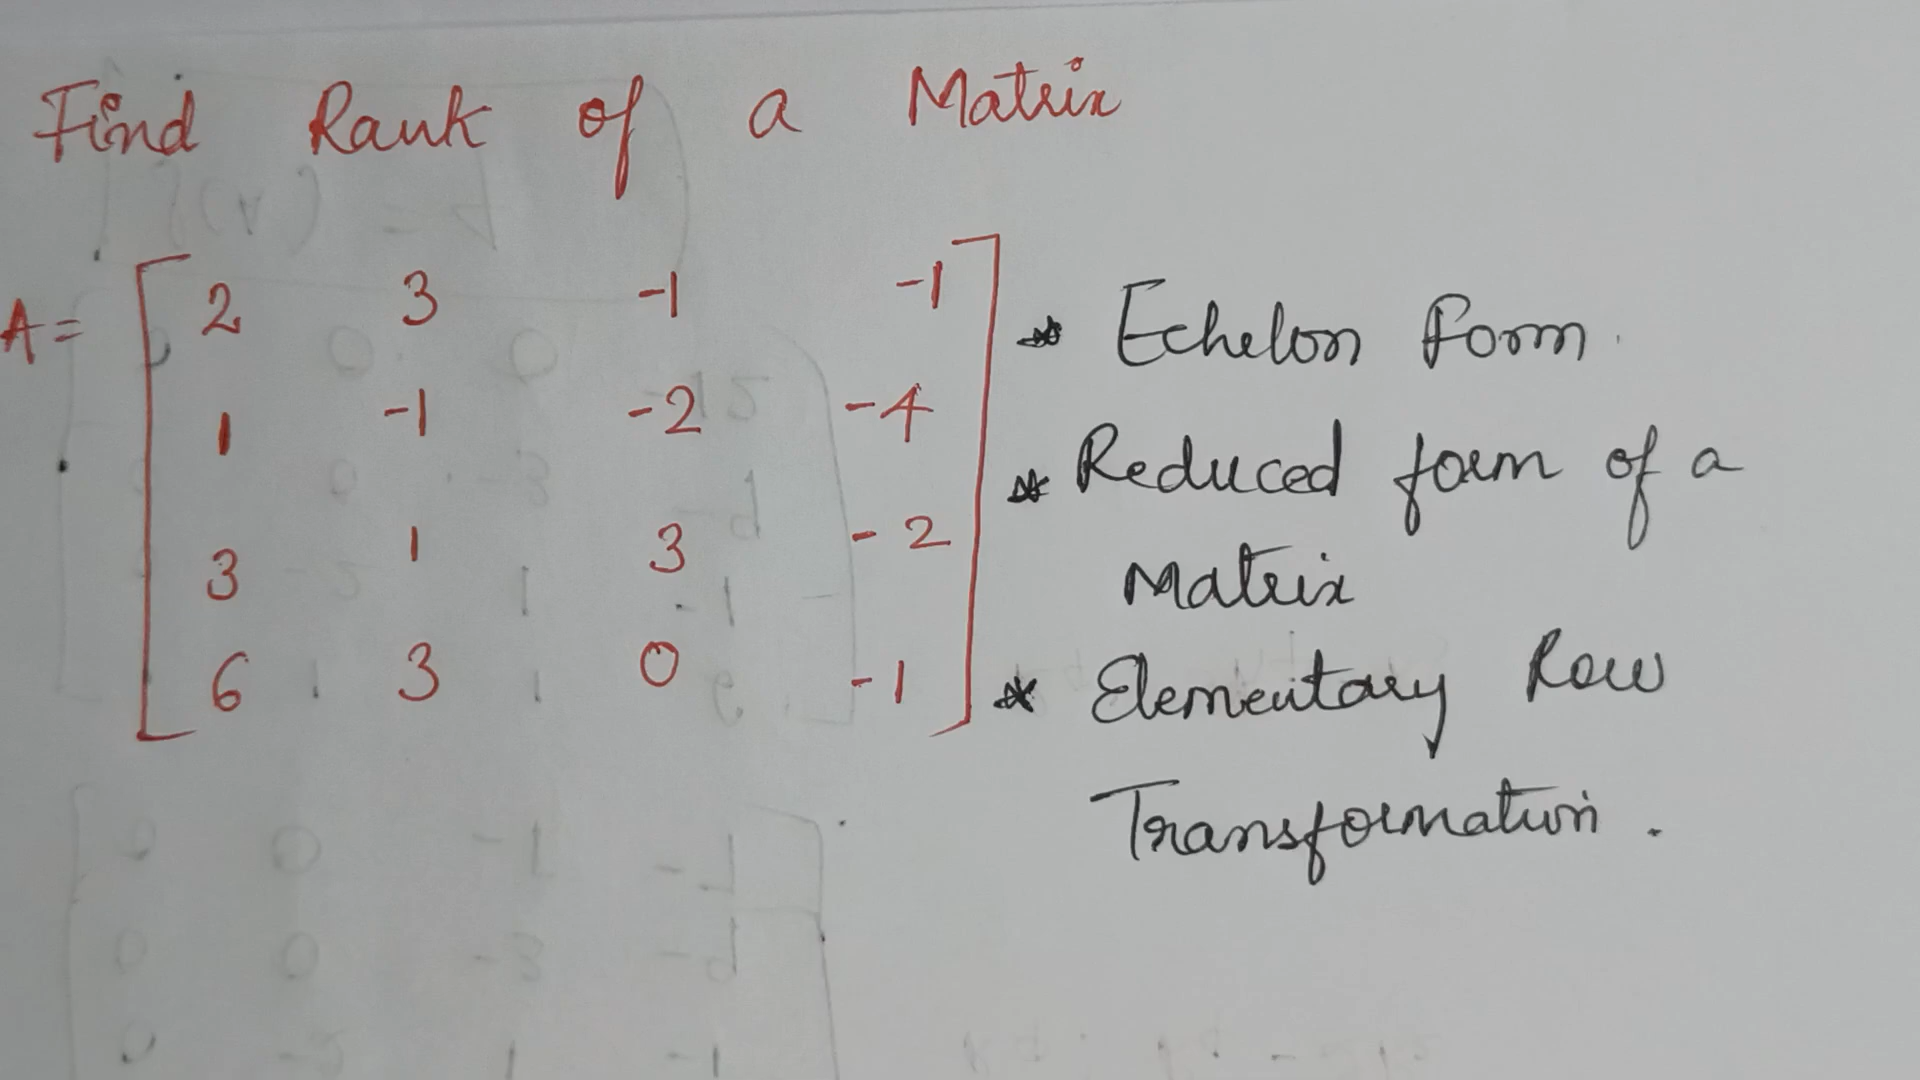 Find Rank of a Matrix
A = 2 3 -1 -1
1 -1 -2 -4
3 1 3 -2
6 3 0 -1
* Echelon Form.
* Reduced form of a
Matrix
* Elementary Row
Transformation.